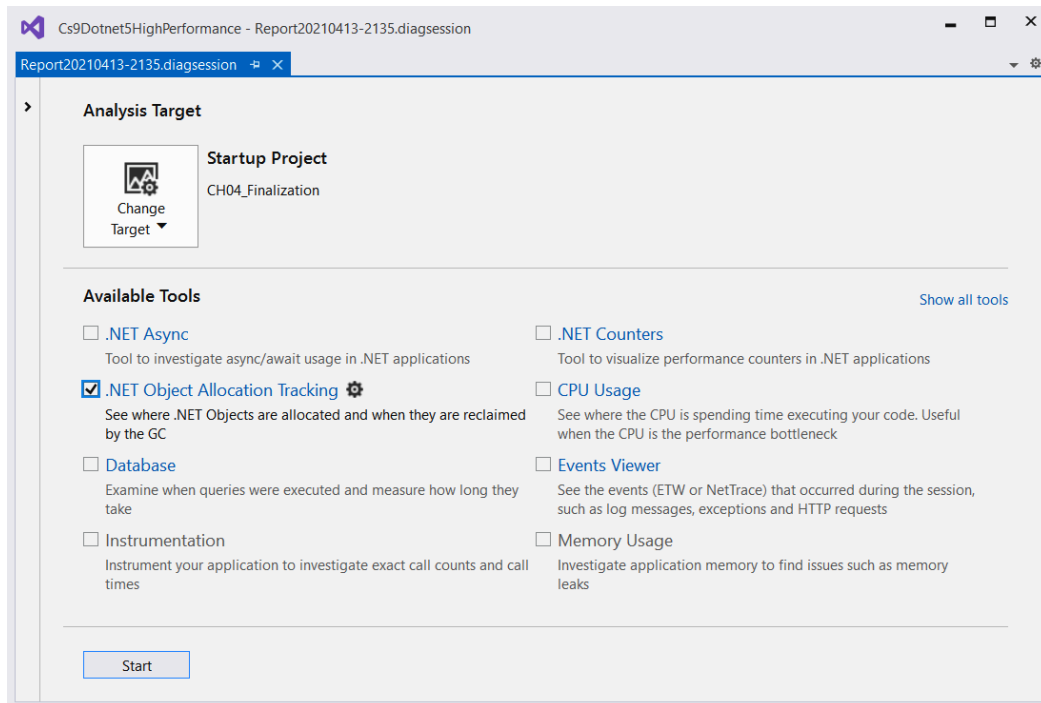 Cs9Dotnet5HighPerformance - Report20210413-2135.diagsession
Report20210413-2135.diagsession
Analysis Target
Change
Target
Startup Project
CH04_Finalization
Available Tools
Show all tools
.NET Async
Tool to investigate async/await usage in .NET applications
.NET Counters
Tool to visualize performance counters in .NET applications
.NET Object Allocation Tracking
See where .NET Objects are allocated and when they are reclaimed
by the GC
CPU Usage
See where the CPU is spending time executing your code. Useful
when the CPU is the performance bottleneck
Database
Examine when queries were executed and measure how long they
take
Events Viewer
See the events (ETW or NetTrace) that occurred during the session,
such as log messages, exceptions and HTTP requests
Instrumentation
Instrument your application to investigate exact call counts and call
times
Memory Usage
Investigate application memory to find issues such as memory
leaks
Start